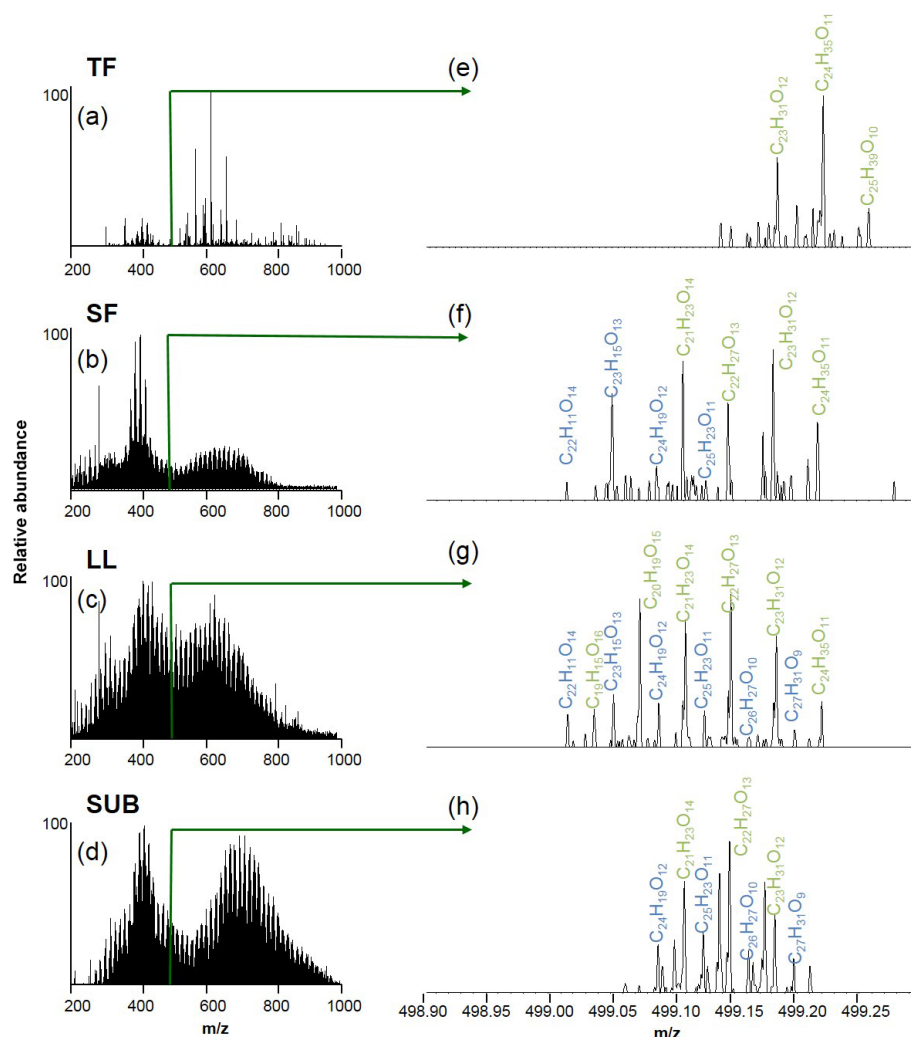 TF
(a)
100
200 400 600 800 1000
(e)
C23H31O12
C24H35O11
C25H39O10
SF
(b)
100
200 400 600 800 1000
(f)
C22H11O14
C23H15O13
C24H19O12
C21H23O14
C25H23O11
C22H27O13
C23H31O12
C24H35O11
Relative abundance
LL
(c)
100
200 400 600 800 1000
(g)
C22H11O14
C19H15O16
C23H15O13
C20H19O15
C24H19O12
C21H23O14
C25H23O11
C22H27O13
C26H27O10
C23H31O12
C27H31O9
C24H35O11
SUB
(d)
100
200 400 600 800 1000
m/z
(h)
C24H19O12
C21H23O14
C25H23O11
C22H27O13
C26H27O10
C23H31O12
C27H31O9
498.90 498.95 499.00 499.05 499.10 499.15 499.20 499.25
m/z